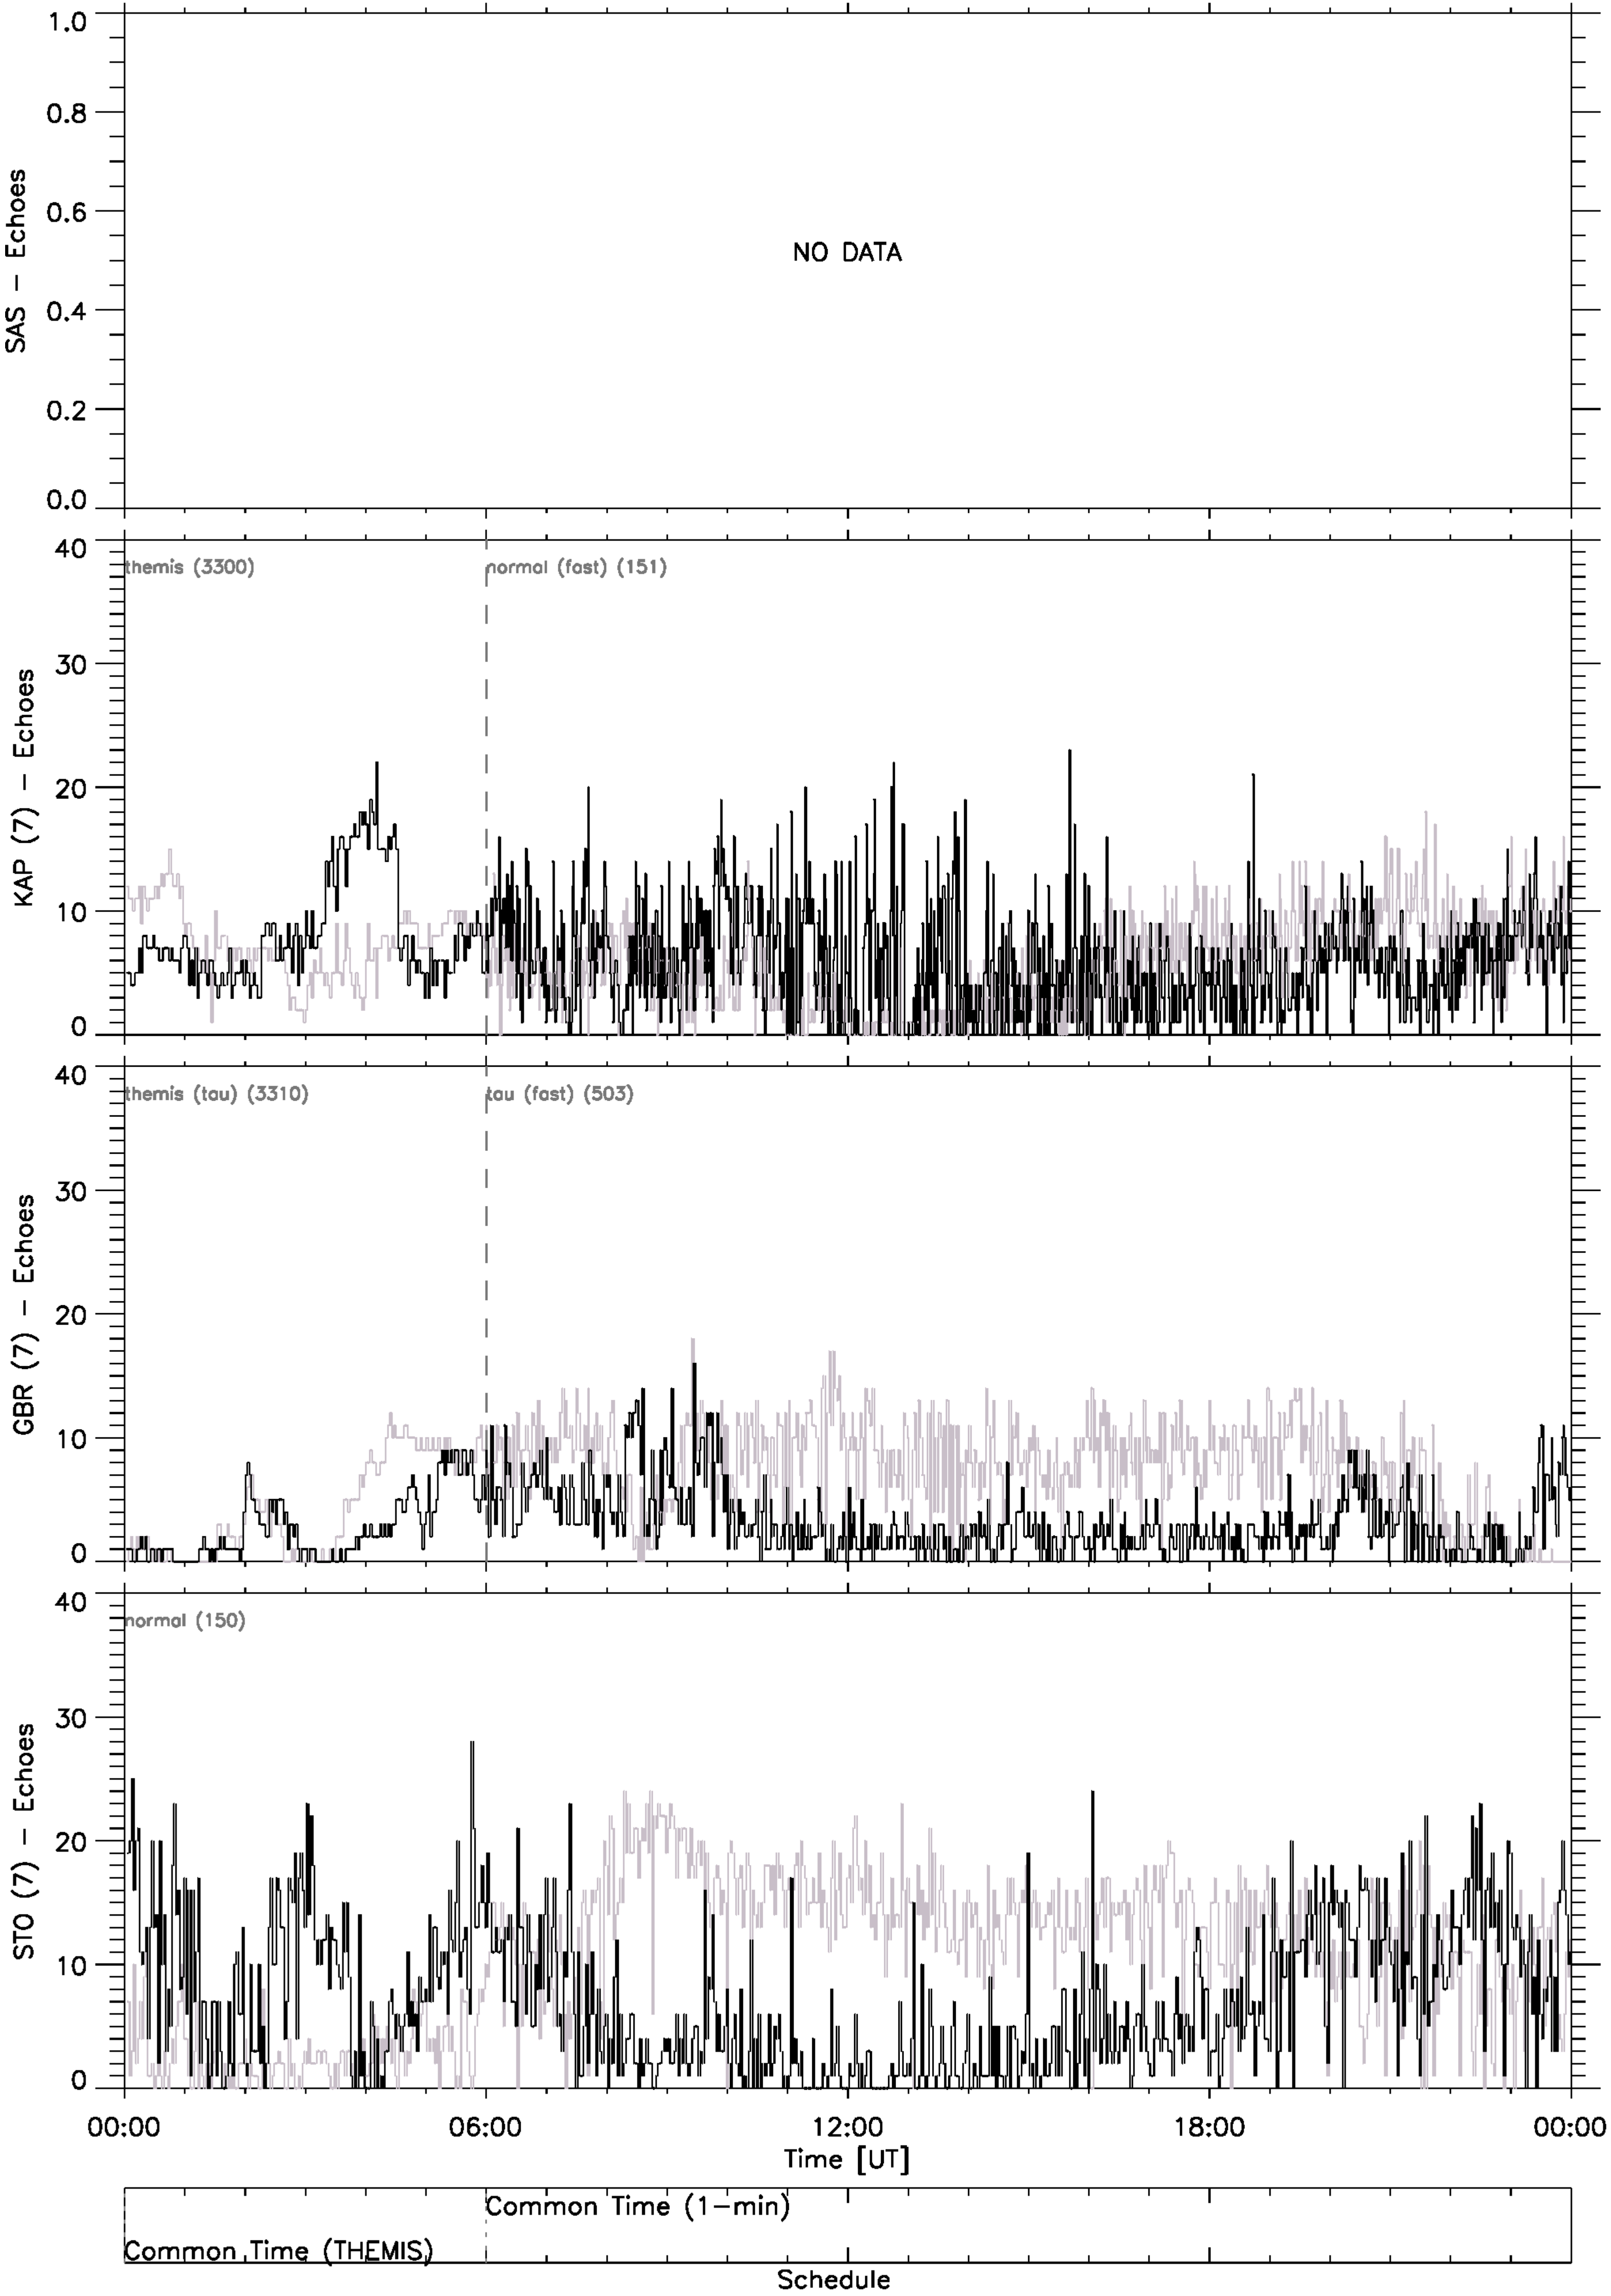 1.0
0.8
0.6
0.4
0.2
0.0
SAS - Echoes
NO DATA
40
30
20
10
0
KAP (7) - Echoes
themis (3300)
normal (fast) (151)
40
30
20
10
0
GBR (7) - Echoes
themis (tau) (3310)
tau (fast) (503)
40
30
20
10
0
STO (7) - Echoes
normal (150)
00:00 06:00 12:00 18:00 00:00
Time [UT]
Common Time (1-min)
Common Time (THEMIS)
Schedule